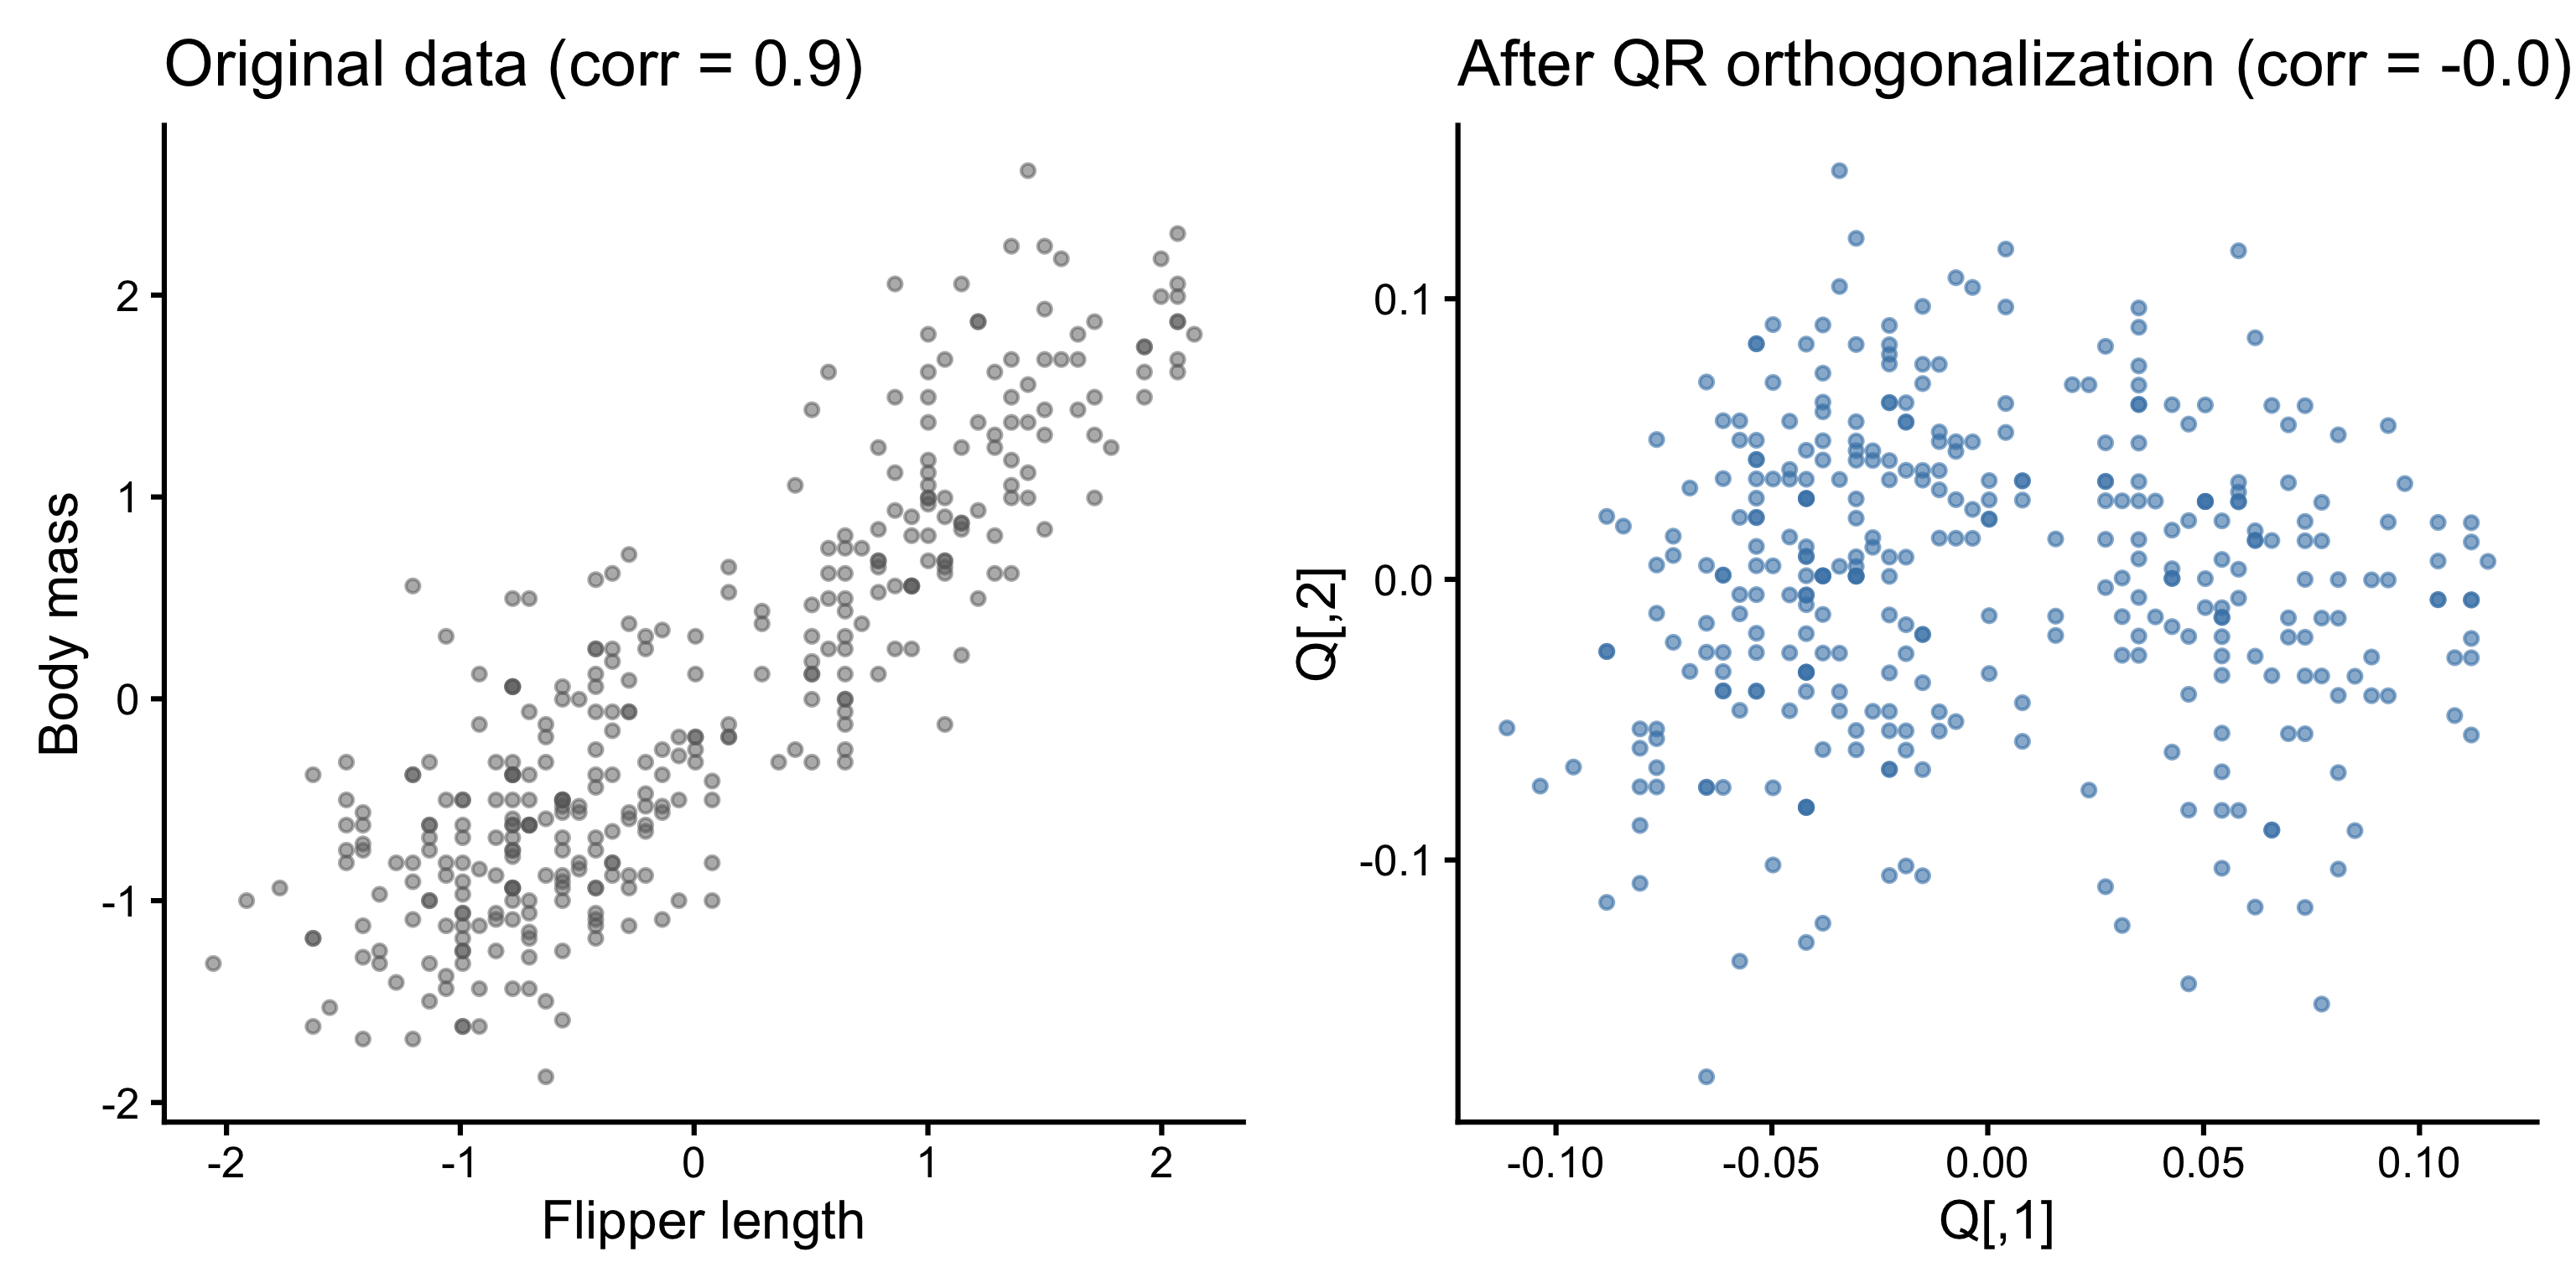 Original data (corr = 0.9)
Body mass
2
1
0
-1
-2
-2 -1 0 1 2
Flipper length
After QR orthogonalization (corr = -0.0)
Q[,2]
0.1
0.0
-0.1
-0.10 -0.05 0.00 0.05 0.10
Q[,1]